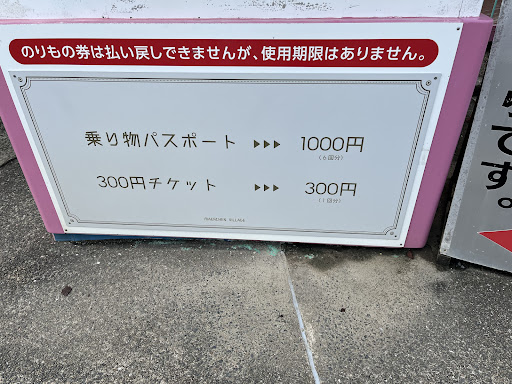 のりもの券は払い戻しできませんが、使用期限はありません。
乗り物パスポート ▶▶▶ 1000円
（6回分）
300円チケット ▶▶▶ 300円
（1回分）
です。